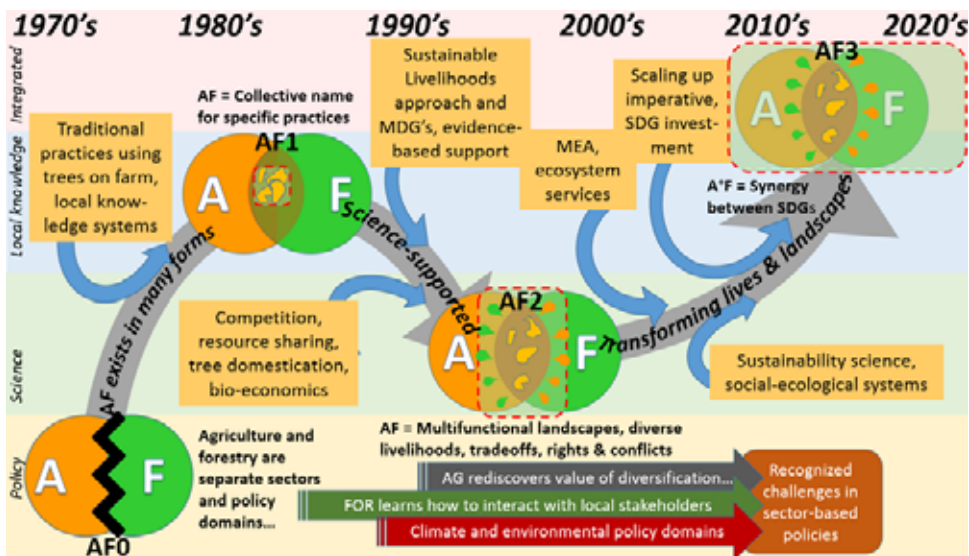 1970's 1980's 1990's 2000's 2010's 2020's
Integrated
Local knowledge
Science
Policy
Traditional
practices using
trees on farm,
local know-
ledge systems
AF = Collective name
for specific practices
AF1
A F
Sustainable
Livelihoods
approach and
MDG's, evidence-
based support
MEA,
ecosystem
services
Scaling up
imperative,
SDG invest-
ment
AF3
A F
A*F = Synergy
between SDGs
AF exists in many forms
Science-supported
Transforming lives & landscapes
Competition,
resource sharing,
tree domestication,
bio-economics
AF2
A F
Sustainability science,
social-ecological systems
A F
AF0
Agriculture and
forestry are
separate sectors
and policy
domains...
AF = Multifunctional landscapes, diverse
livelihoods, tradeoffs, rights & conflicts
AG rediscovers value of diversification...
FOR learns how to interact with local stakeholders
Climate and environmental policy domains
Recognized
challenges in
sector-based
policies